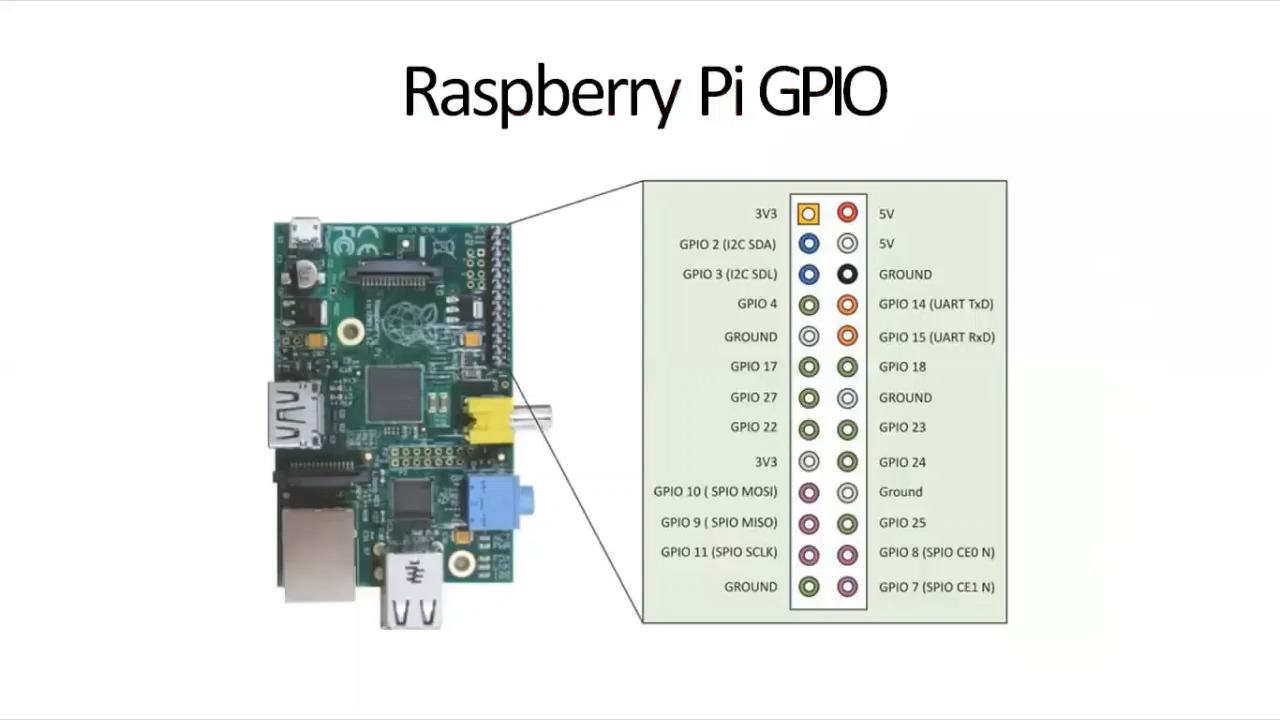 Raspberry Pi GPIO
3V3 5V
GPIO 2 (I2C SDA) 5V
GPIO 3 (I2C SDL) GROUND
GPIO 4 GPIO 14 (UART TxD)
GROUND GPIO 15 (UART RxD)
GPIO 17 GPIO 18
GPIO 27 GROUND
GPIO 22 GPIO 23
3V3 GPIO 24
GPIO 10 ( SPIO MOSI) Ground
GPIO 9 ( SPIO MISO) GPIO 25
GPIO 11 (SPIO SCLK) GPIO 8 (SPIO CE0 N)
GROUND GPIO 7 (SPIO CE1 N)
CE
FC